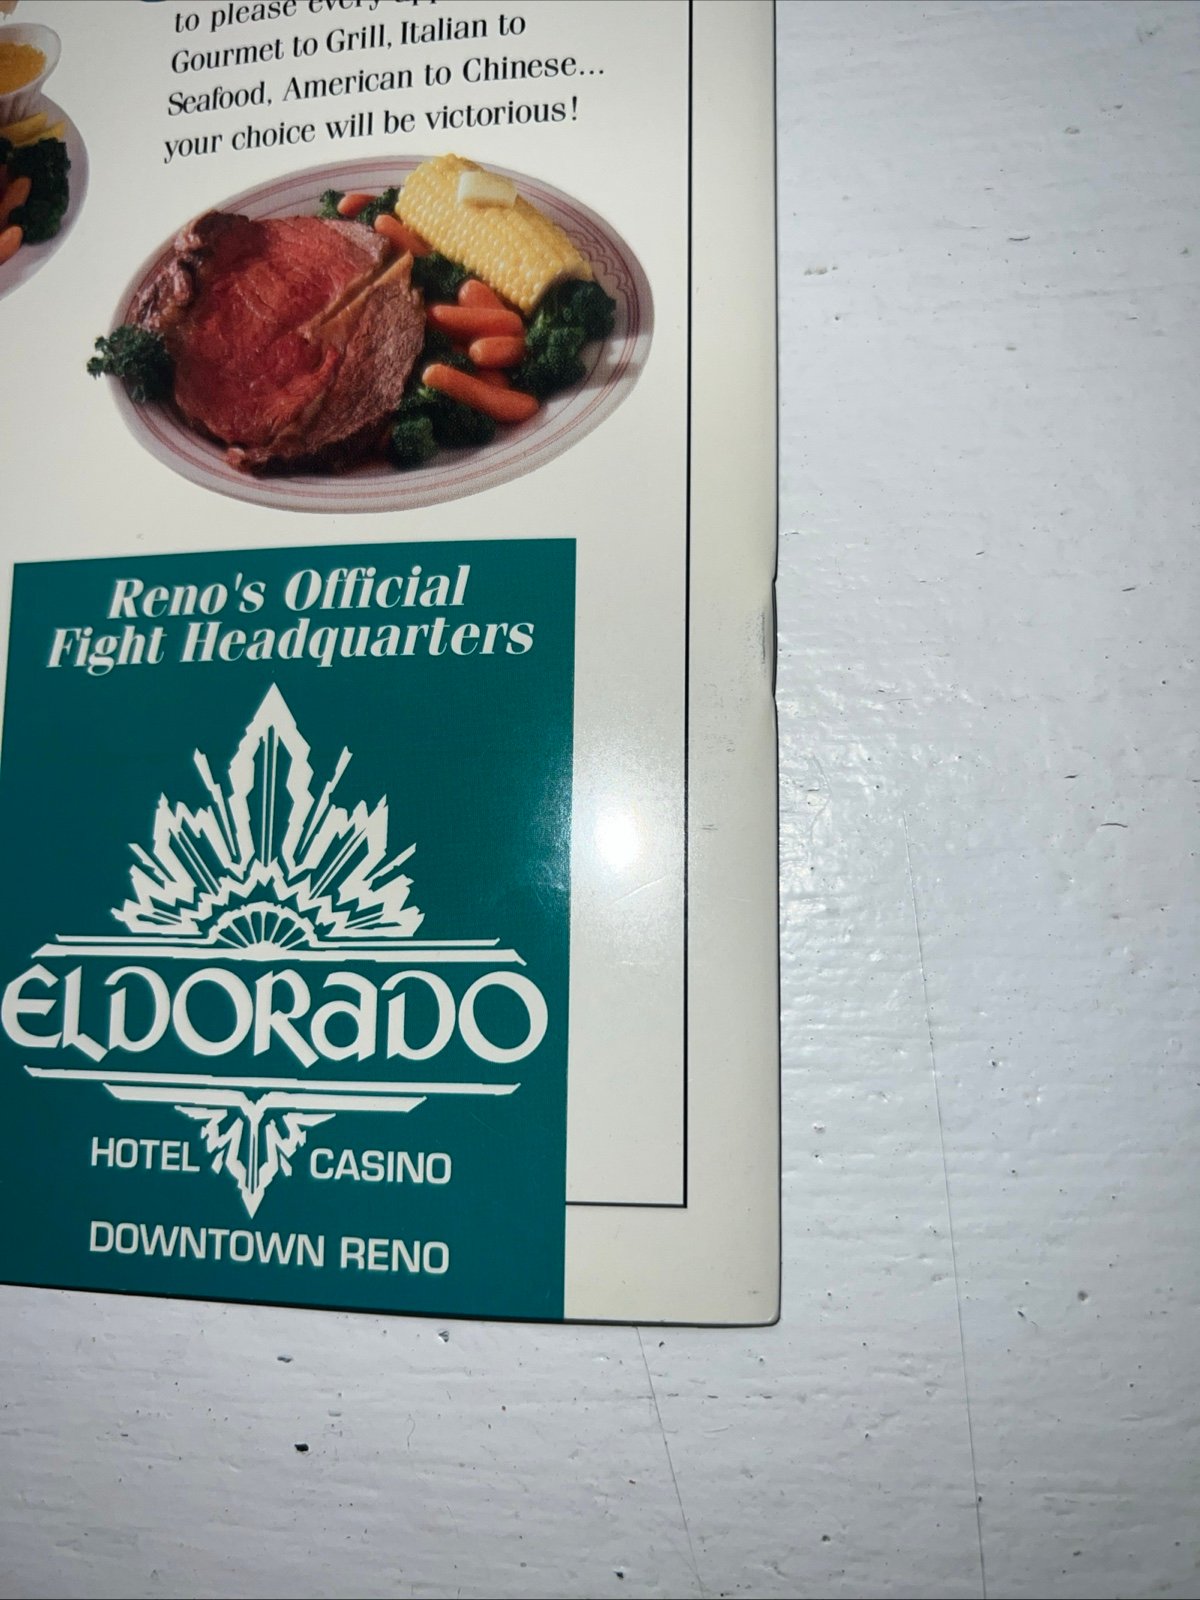 to please every
Gourmet to Grill, Italian to
Seafood, American to Chinese...
your choice will be victorious!
Reno's Official
Fight Headquarters
ELDORADO
HOTEL CASINO
DOWNTOWN RENO